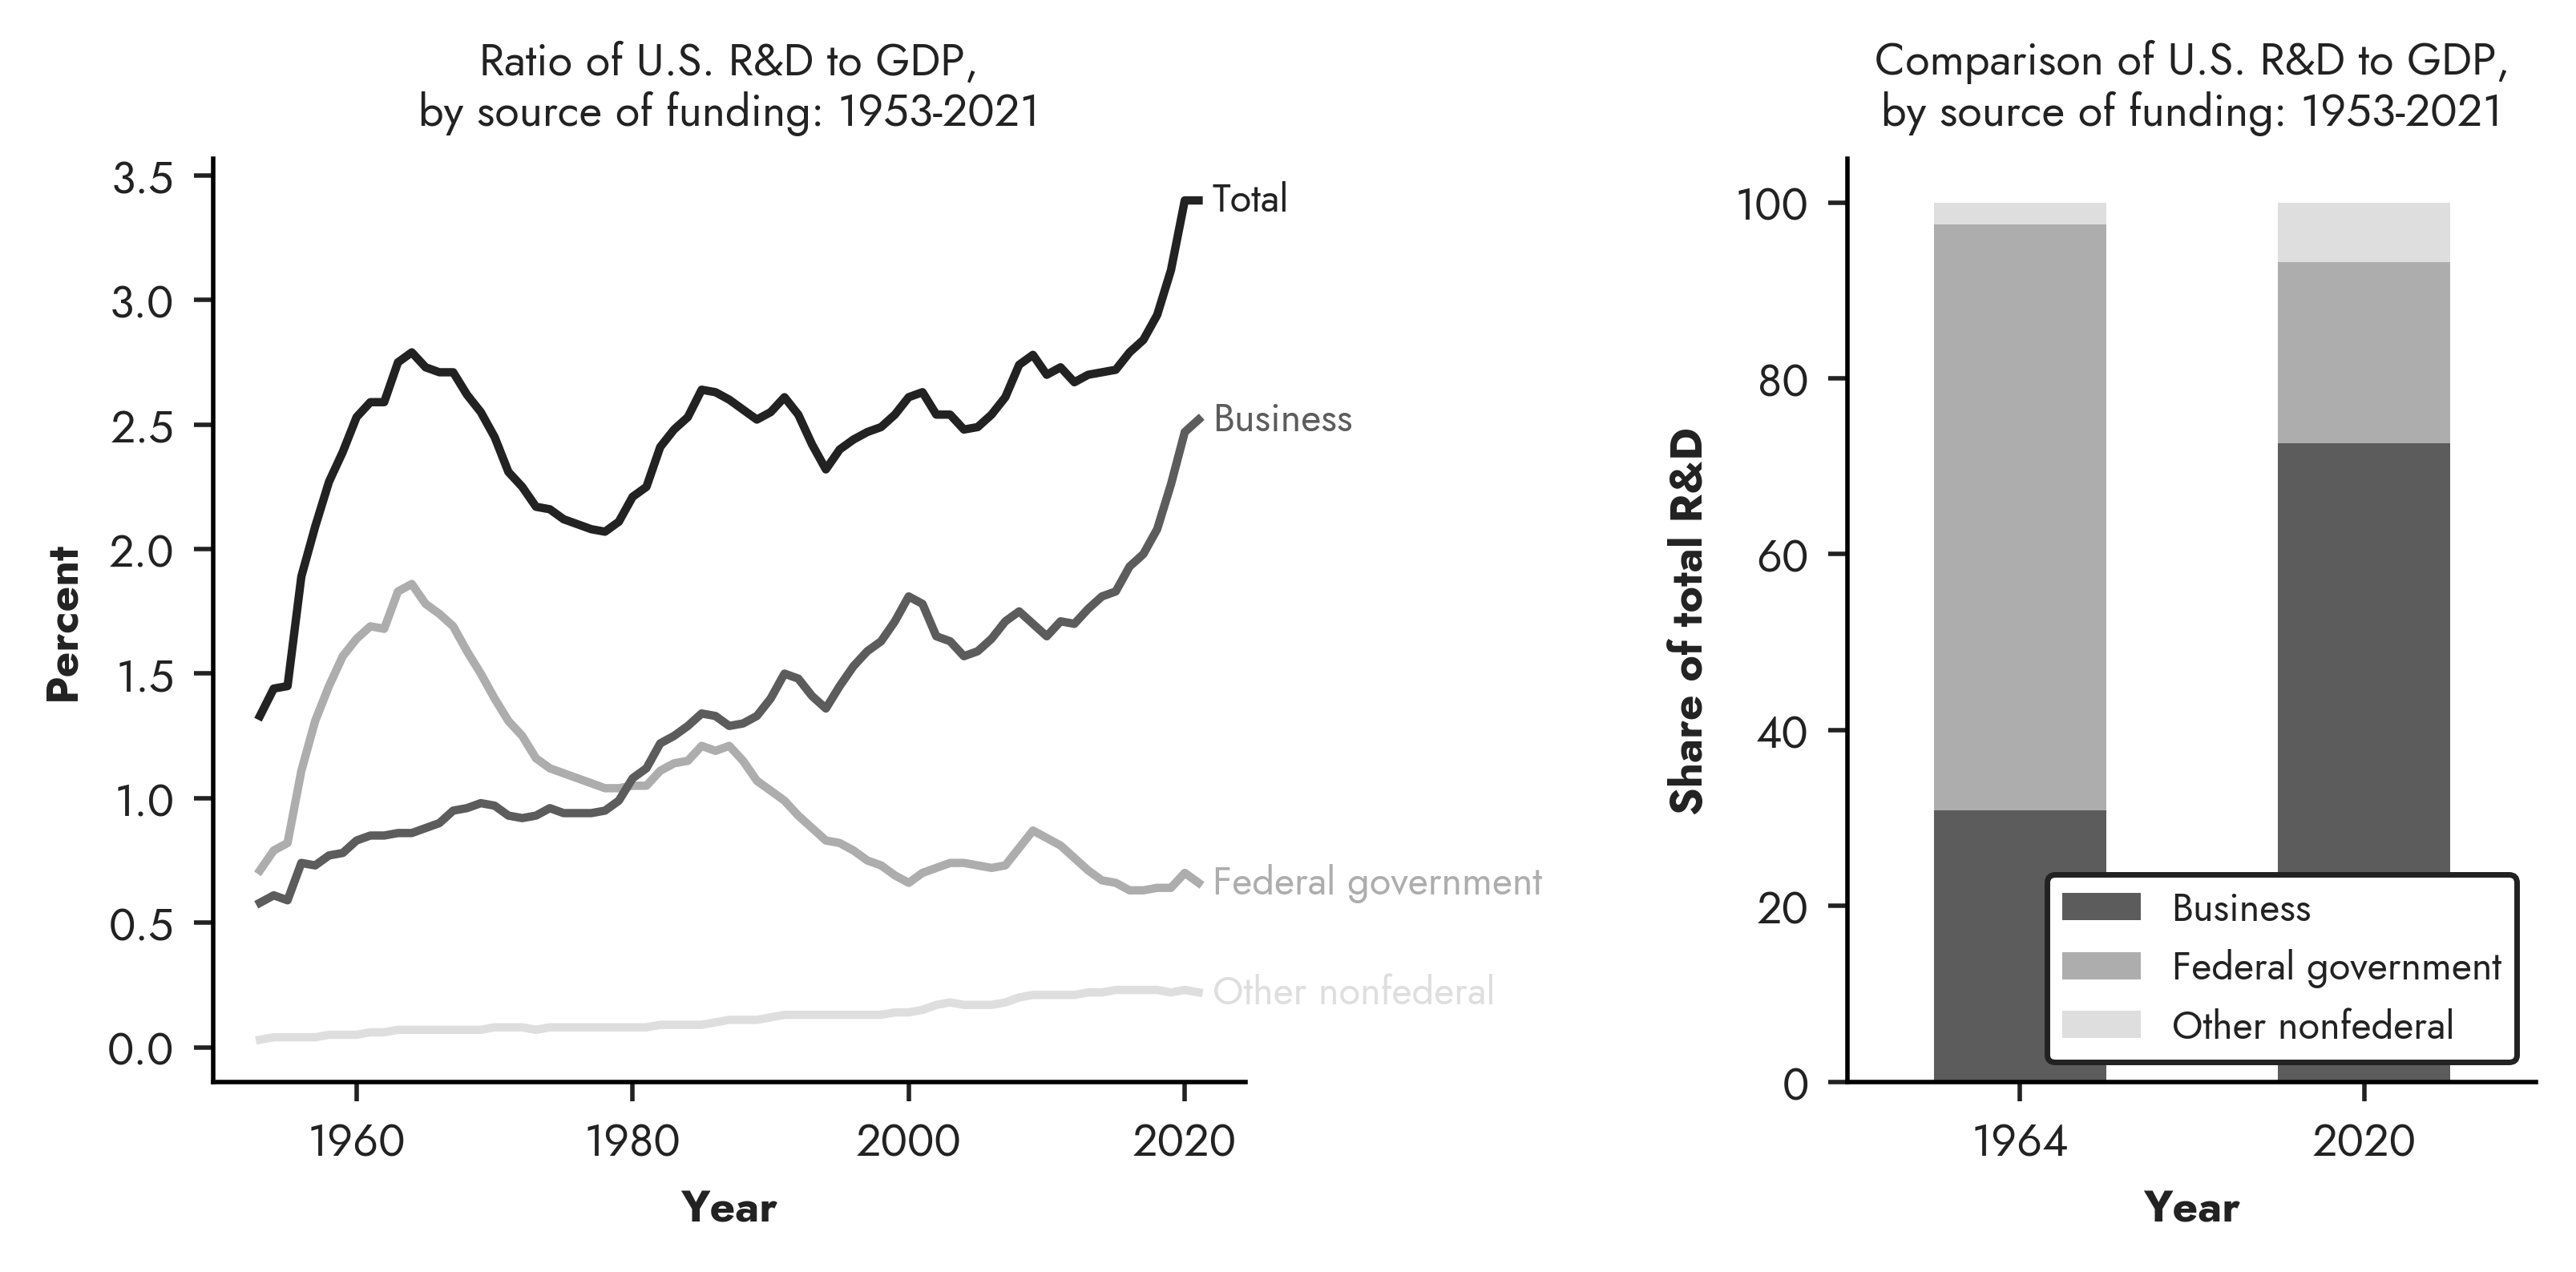 Ratio of U.S. R&D to GDP,
by source of funding: 1953-2021
Percent
3.5
3.0
2.5
2.0
1.5
1.0
0.5
0.0
Total
Business
Federal government
Other nonfederal
1960 1980 2000 2020
Year
Comparison of U.S. R&D to GDP,
by source of funding: 1953-2021
Share of total R&D
100
80
60
40
20
0
Business
Federal government
Other nonfederal
1964 2020
Year